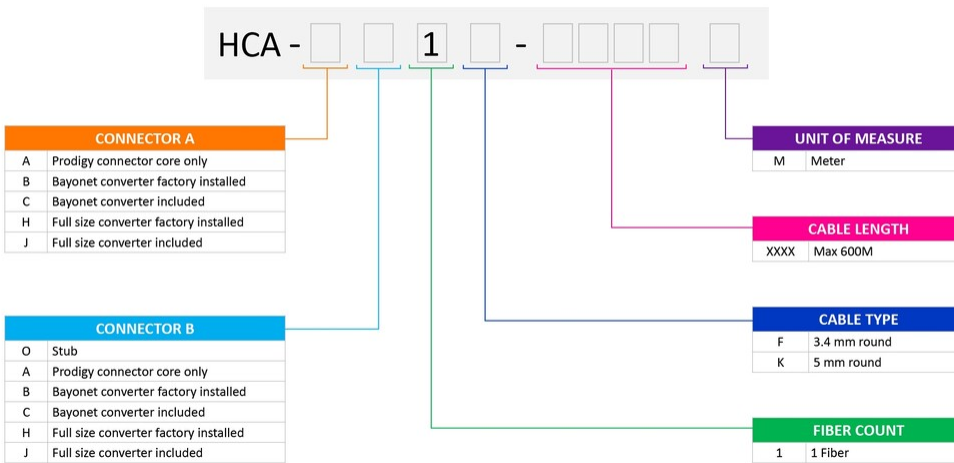 HCA - 1 -
CONNECTOR A
A Prodigy connector core only
B Bayonet converter factory installed
C Bayonet converter included
H Full size converter factory installed
J Full size converter included
CONNECTOR B
O Stub
A Prodigy connector core only
B Bayonet converter factory installed
C Bayonet converter included
H Full size converter factory installed
J Full size converter included
UNIT OF MEASURE
M Meter
CABLE LENGTH
XXXX Max 600M
CABLE TYPE
F 3.4 mm round
K 5 mm round
FIBER COUNT
1 1 Fiber